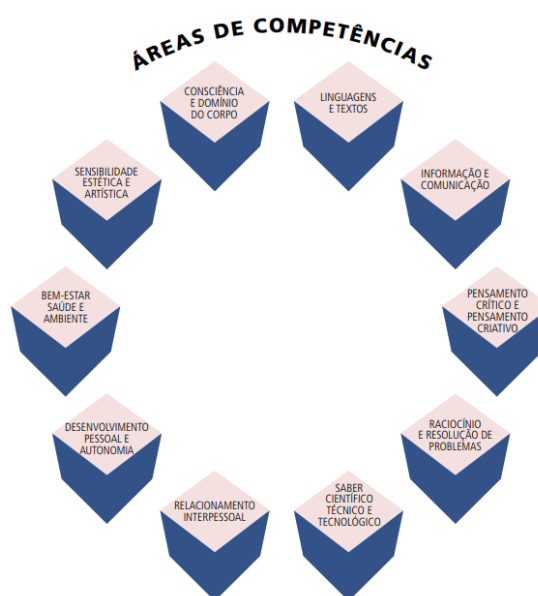 ÁREAS DE COMPETÊNCIAS
CONSCIÊNCIA
E DOMÍNIO
DO CORPO
LINGUAGENS
E TEXTOS
SENSIBILIDADE
ESTÉTICA E
ARTÍSTICA
INFORMAÇÃO E
COMUNICAÇÃO
BEM-ESTAR
SAÚDE E
AMBIENTE
PENSAMENTO
CRÍTICO E
PENSAMENTO
CRIATIVO
DESENVOLVIMENTO
PESSOAL E
AUTONOMIA
RACIOCÍNIO
E RESOLUÇÃO DE
PROBLEMAS
RELACIONAMENTO
INTERPESSOAL
SABER
CIENTÍFICO
TÉCNICO E
TECNOLÓGICO